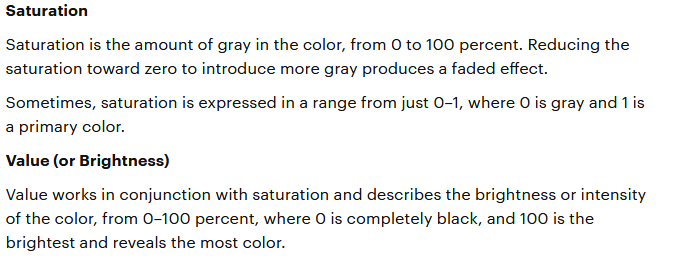 Saturation
Saturation is the amount of gray in the color, from 0 to 100 percent. Reducing the
saturation toward zero to introduce more gray produces a faded effect.
Sometimes, saturation is expressed in a range from just 0–1, where 0 is gray and 1 is
a primary color.
Value (or Brightness)
Value works in conjunction with saturation and describes the brightness or intensity
of the color, from 0–100 percent, where 0 is completely black, and 100 is the
brightest and reveals the most color.